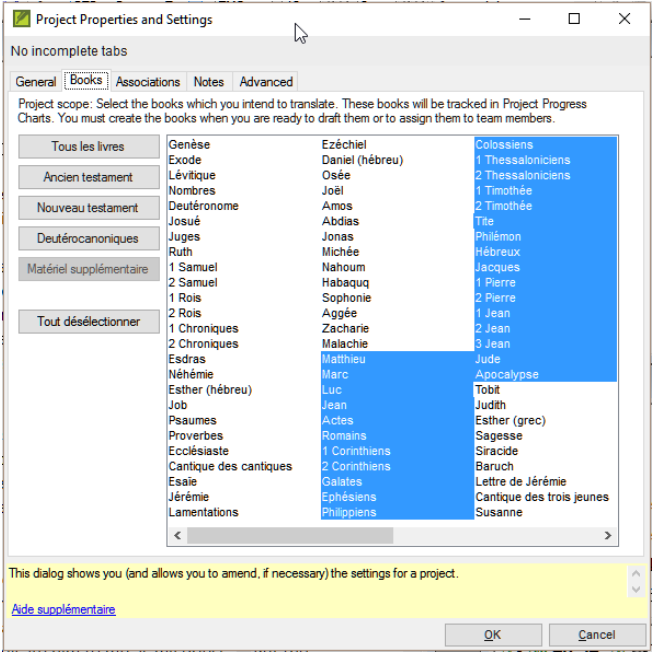 Project Properties and Settings
No incomplete tabs
General Books Associations Notes Advanced
Project scope: Select the books which you intend to translate. These books will be tracked in Project Progress
Charts. You must create the books when you are ready to draft them or to assign them to team members.
Tous les livres
Ancien testament
Nouveau testament
Deutérocanoniques
Matériel supplémentaire
Tout désélectionner
Genèse
Exode
Lévitique
Nombres
Deutéronome
Josué
Juges
Ruth
1 Samuel
2 Samuel
1 Rois
2 Rois
1 Chroniques
2 Chroniques
Esdras
Néhémie
Esther (hébreu)
Job
Psaumes
Proverbes
Ecclésiaste
Cantique des cantiques
Esaïe
Jérémie
Lamentations
Ezéchiel
Daniel (hébreu)
Osée
Joël
Amos
Abdias
Jonas
Michée
Nahoum
Habaquq
Sophonie
Aggée
Zacharie
Malachie
Matthieu
Marc
Luc
Jean
Actes
Romains
1 Corinthiens
2 Corinthiens
Galates
Ephésiens
Philippiens
Colossiens
1 Thessaloniciens
2 Thessaloniciens
1 Timothée
2 Timothée
Tite
Philémon
Hébreux
Jacques
1 Pierre
2 Pierre
1 Jean
2 Jean
3 Jean
Jude
Apocalypse
Tobit
Judith
Esther (grec)
Sagesse
Siracide
Baruch
Lettre de Jérémie
Cantique des trois jeunes
Susanne
This dialog shows you (and allows you to amend, if necessary) the settings for a project.
Aide supplémentaire
OK Cancel